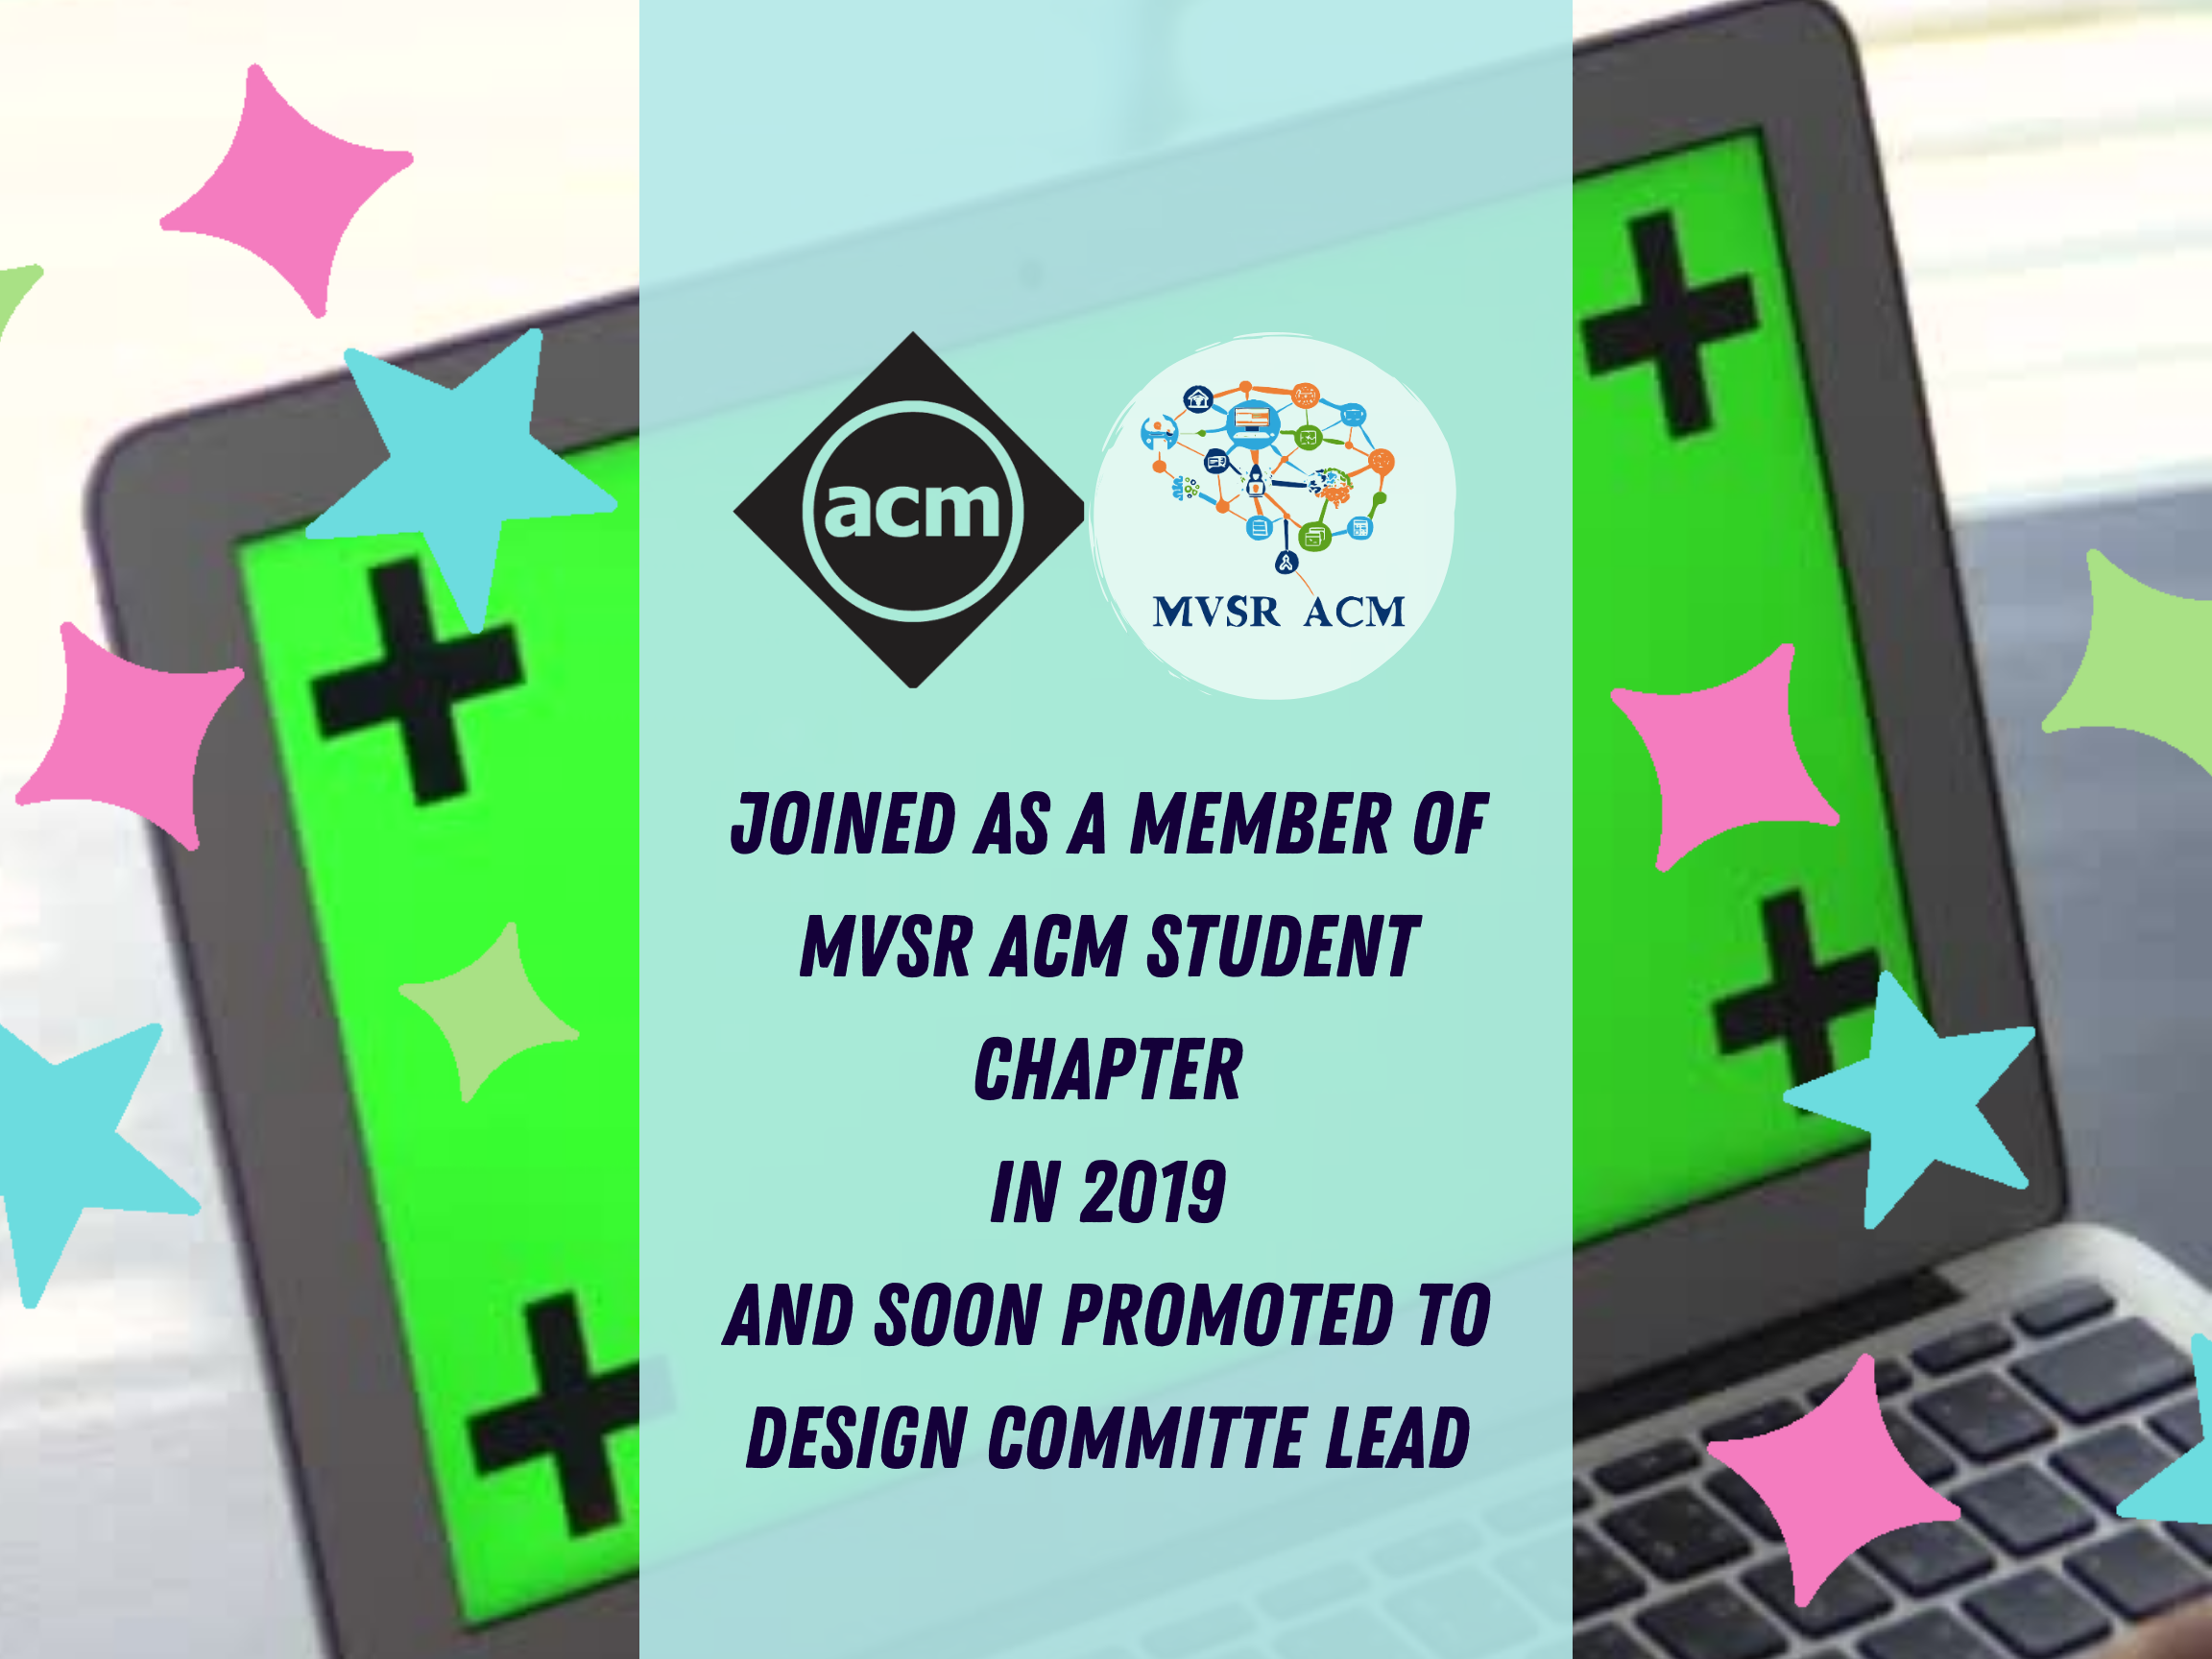 acm
MVSR ACM
JOINED AS A MEMBER OF
MVSR ACM STUDENT
CHAPTER
IN 2019
AND SOON PROMOTED TO
DESIGN COMMITTE LEAD